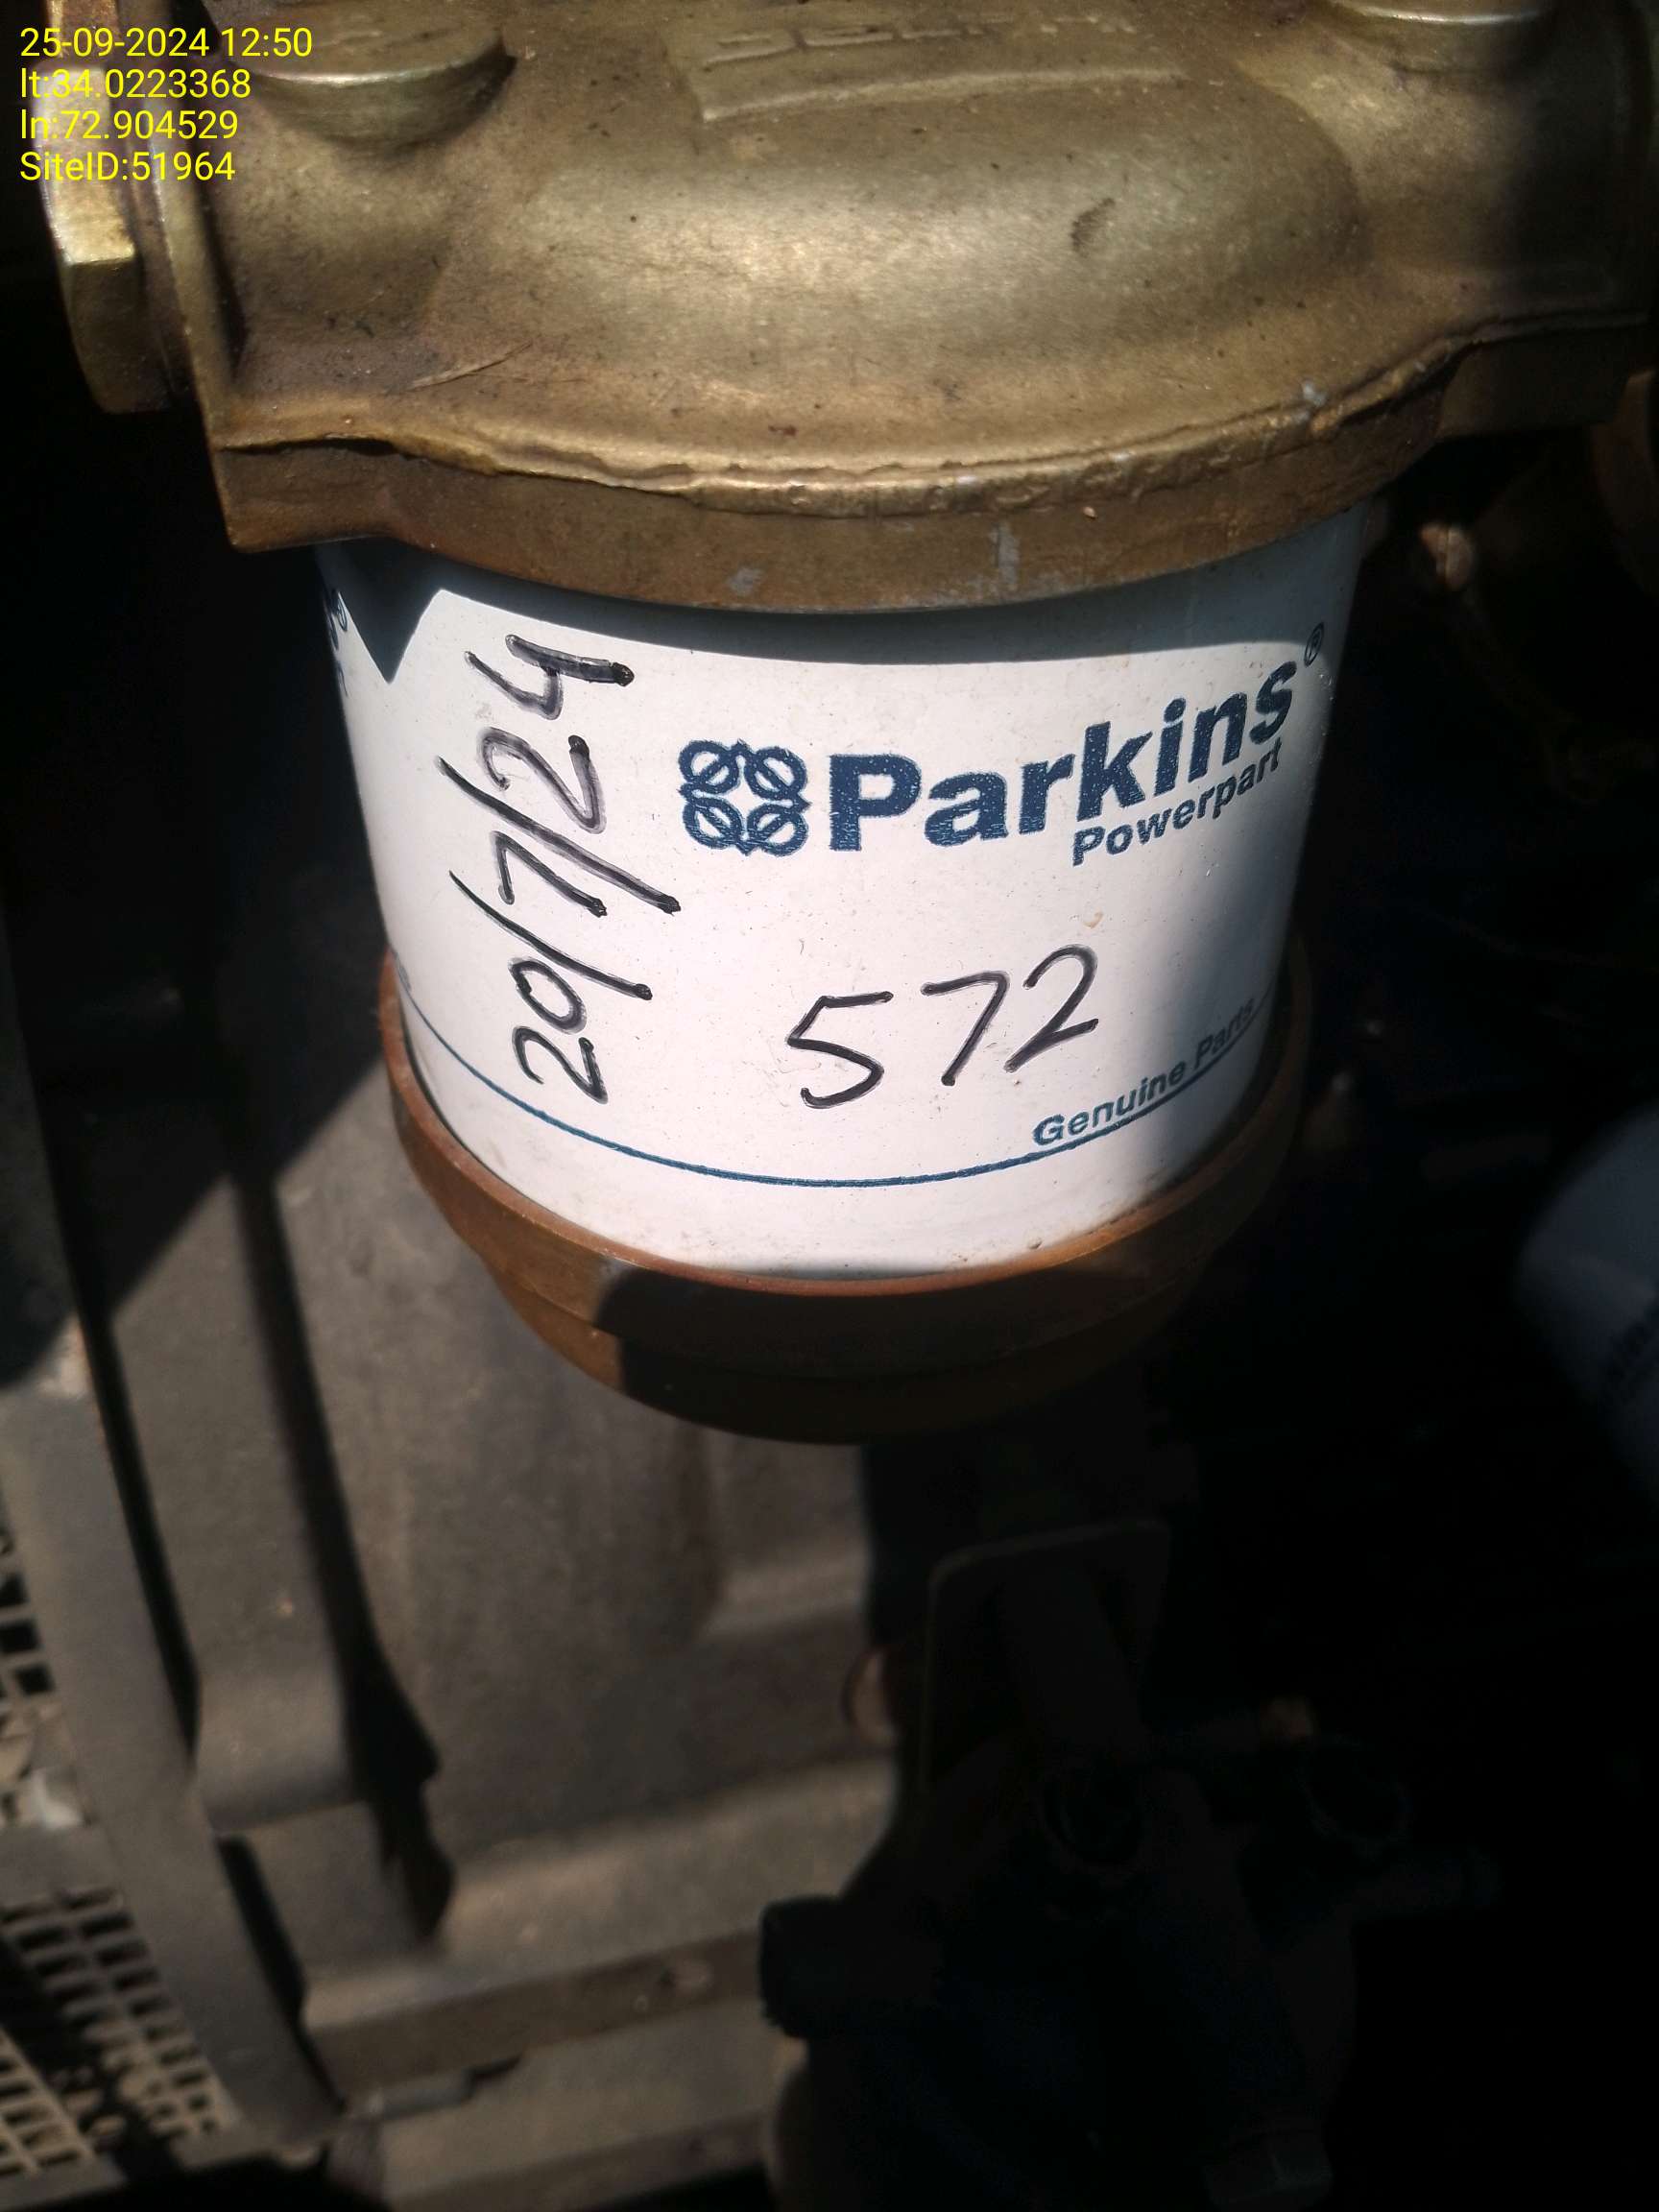 25-09-2024 12:50
lt:34.0223368
ln:72.904529
SiteID:51964
20/7/24
Parkins®
Powerpart
572
Genuine Parts